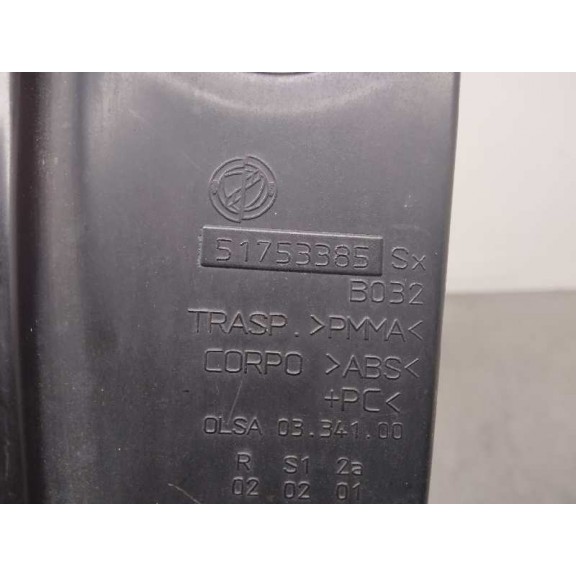 51753385 Sx
B032
TRASP. >PMMA<
CORPO >ABS<
+PC<
OLSA 03.341.00
R S1 2a
02 02 01